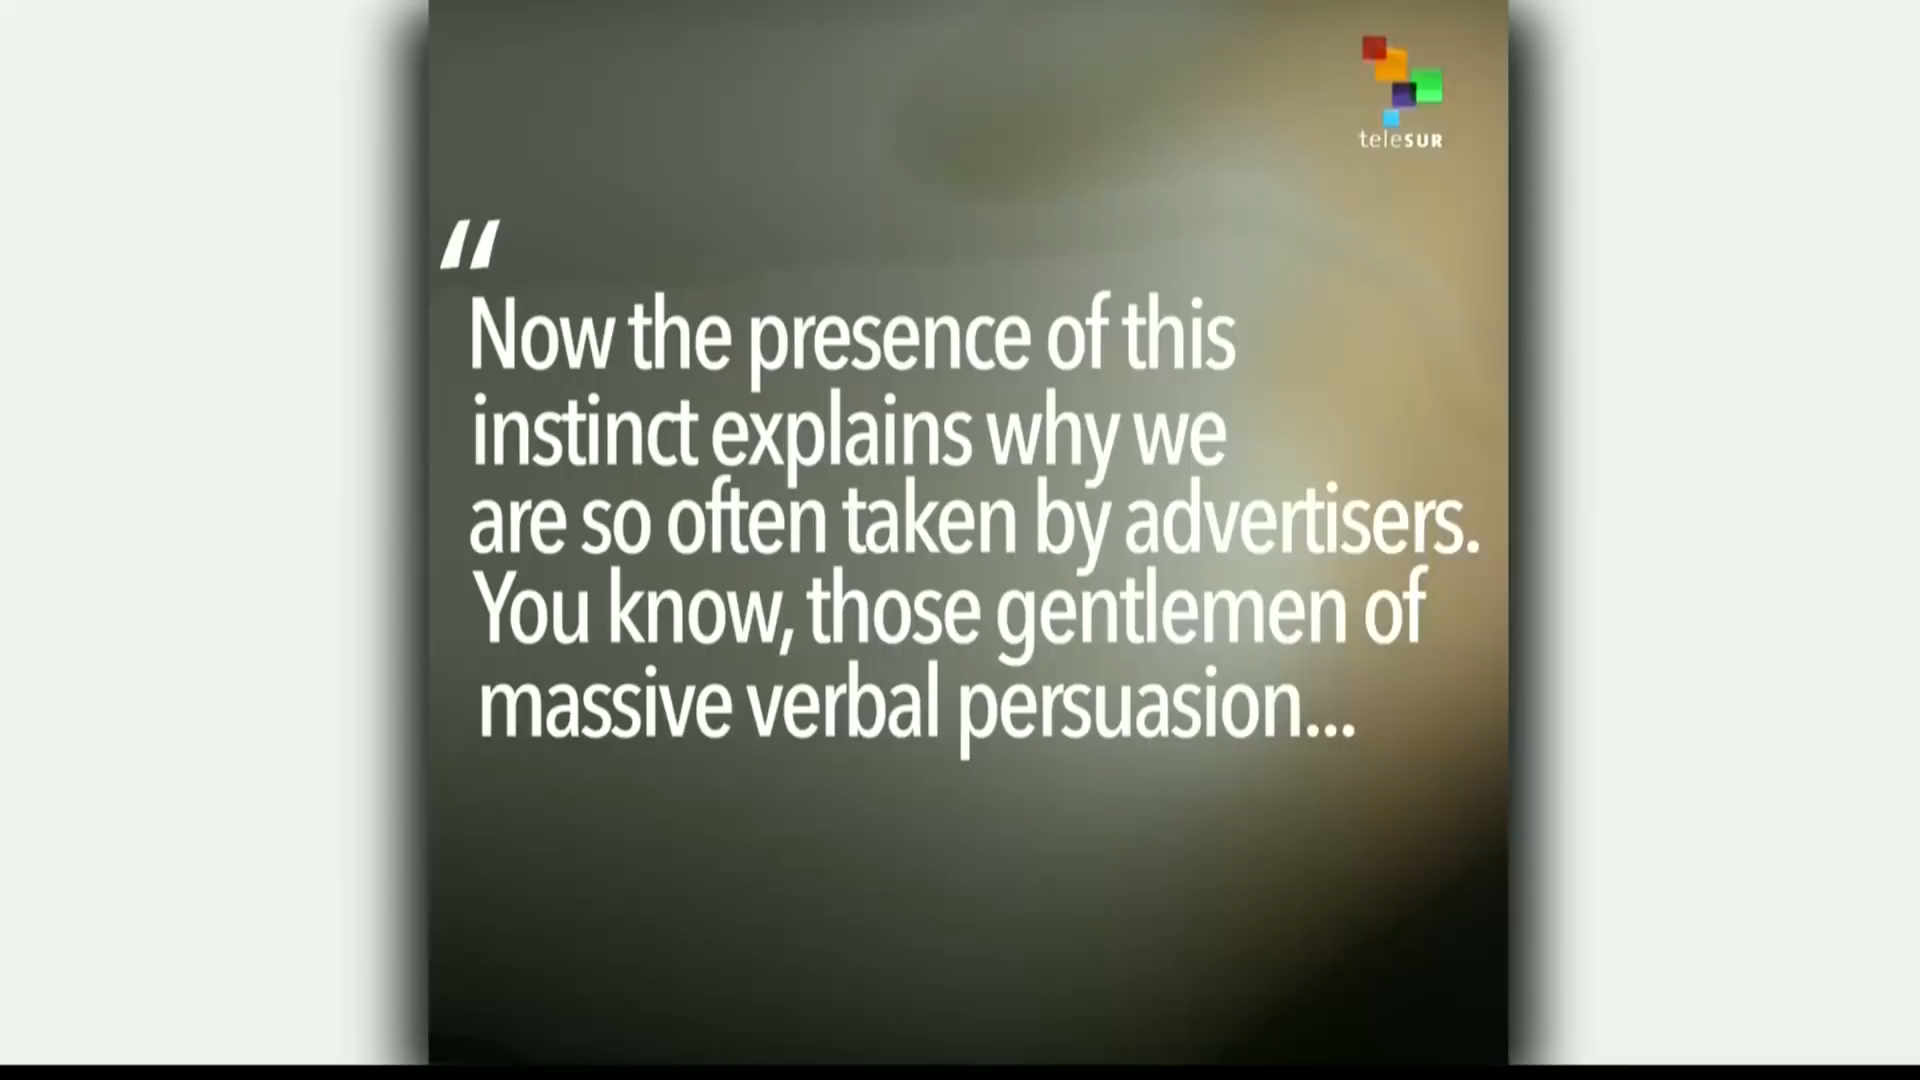 teleSUR
“
Now the presence of this
instinct explains why we
are so often taken by advertisers.
You know, those gentlemen of
massive verbal persuasion...